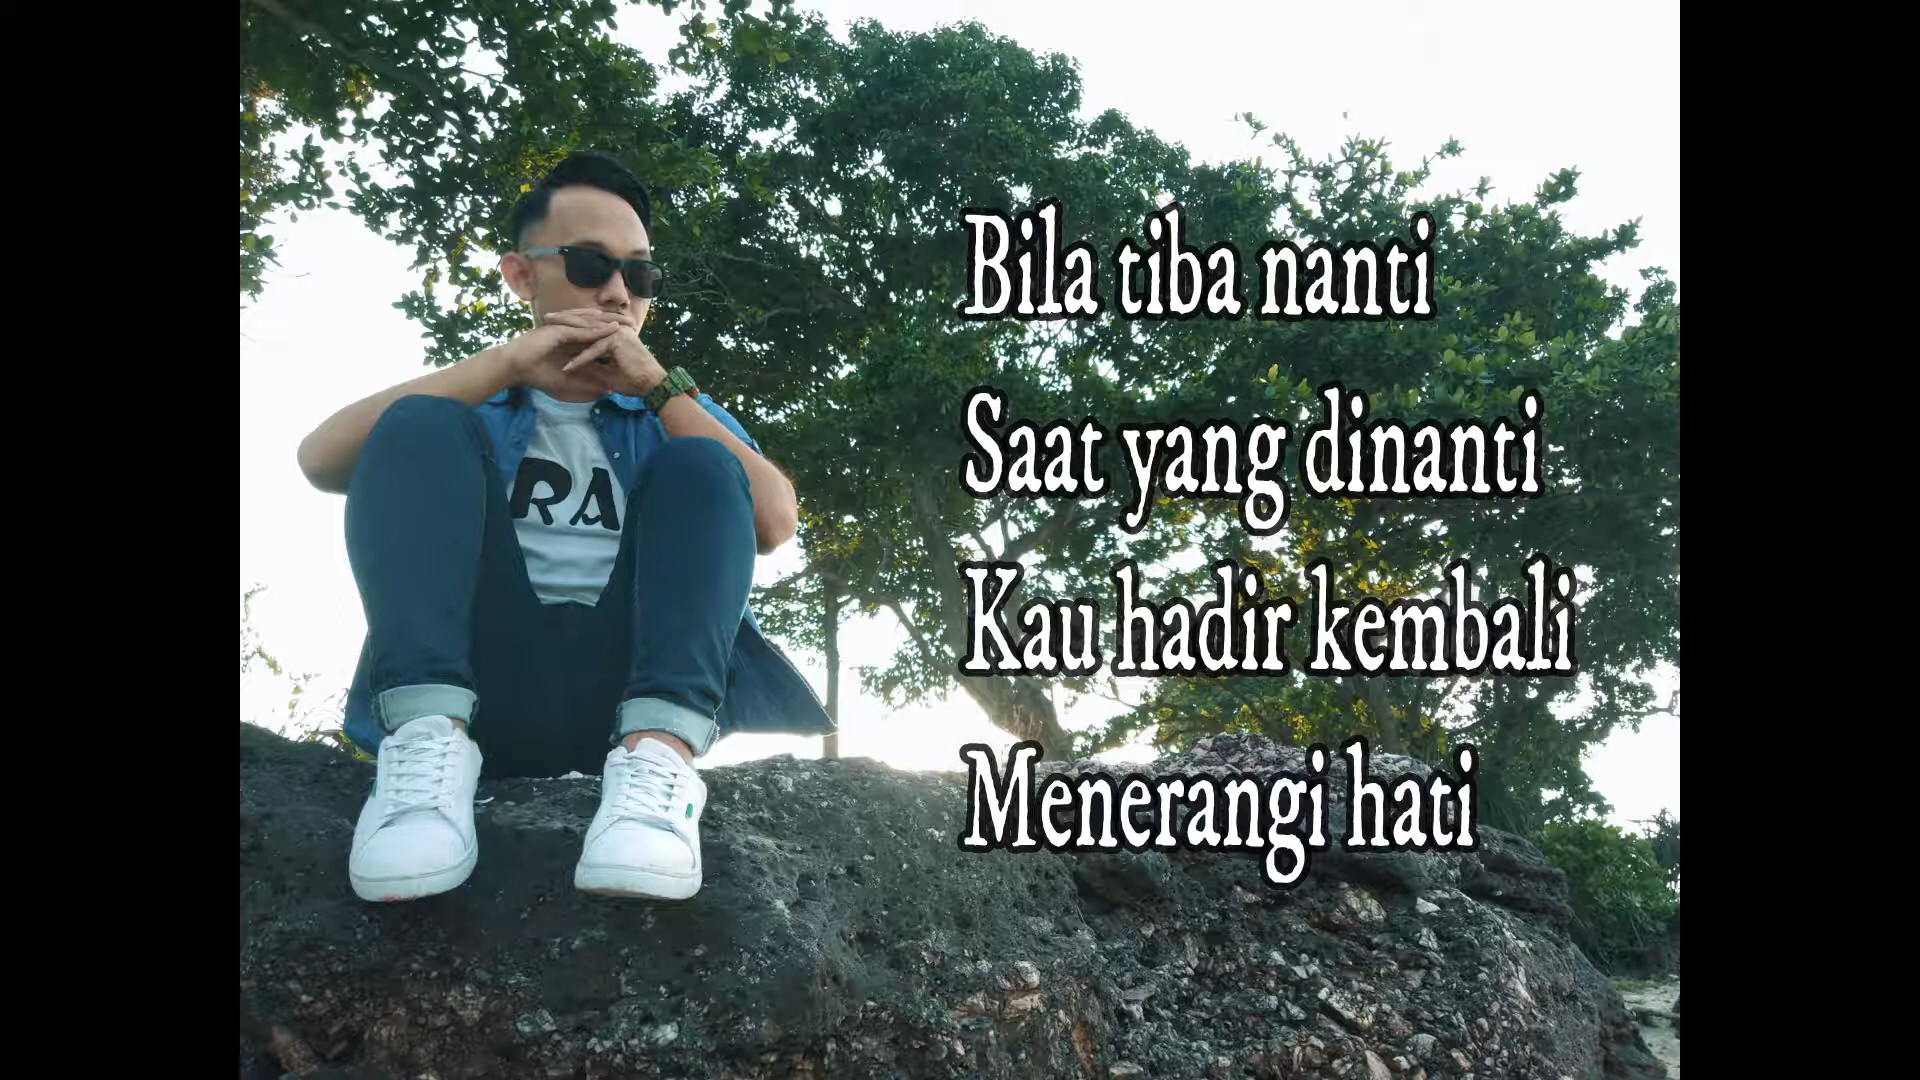 RA
Bila tiba nanti
Saat yang dinanti
Kau hadir kembali
Menerangi hati